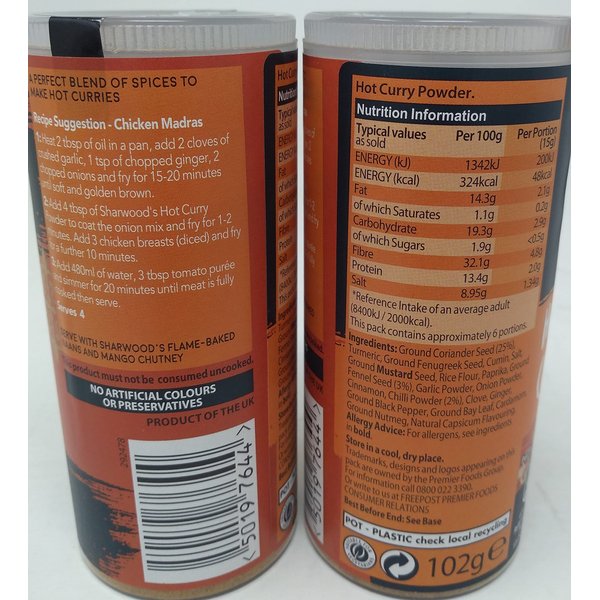 A PERFECT BLEND OF SPICES TO
MAKE HOT CURRIES
Recipe Suggestion - Chicken Madras
1: Heat 2 tbsp of oil in a pan, add 2 cloves of
crushed garlic, 1 tsp of chopped ginger, 2
chopped onions and fry for 15-20 minutes
until soft and golden brown.
2: Add 4 tbsp of Sharwood's Hot Curry
Powder to coat the onion mix and fry for 1-2
minutes. Add 3 chicken breasts (diced) and fry
for a further 10 minutes.
3: Add 480ml of water, 3 tbsp tomato purée
and simmer for 20 minutes until meat is fully
cooked then serve.
Serves 4
SERVE WITH SHARWOOD'S FLAME-BAKED
NAANS AND MANGO CHUTNEY
This product must not be consumed uncooked.
NO ARTIFICIAL COLOURS
OR PRESERVATIVES
PRODUCT OF THE UK
292478
<5019 7644>
Hot Curry Powder.
Nutrition Information
Typical values as sold Per 100g Per Portion (15g)
ENERGY (kJ) 1342kJ 200kJ
ENERGY (kcal) 324kcal 48kcal
Fat 14.3g 2.1g
of which Saturates 1.1g 0.2g
Carbohydrate 19.3g 2.9g
of which Sugars 1.9g <0.5g
Fibre 32.1g 4.8g
Protein 13.4g 2.0g
Salt 8.95g 1.34g
*Reference Intake of an average adult
(8400kJ / 2000kcal).
This pack contains approximately 6 portions.
Ingredients: Ground Coriander Seed (25%),
Turmeric, Ground Fenugreek Seed, Cumin, Salt,
Ground Mustard Seed, Rice Flour, Paprika, Ground
Fennel Seed (3%), Garlic Powder, Onion Powder,
Cinnamon, Chilli Powder (2%), Clove, Ginger,
Ground Black Pepper, Ground Bay Leaf, Cardamom,
Ground Nutmeg, Natural Capsicum Flavouring.
Allergy Advice: For allergens, see ingredients
in bold.
Store in a cool, dry place.
Trademarks, designs and logos appearing on this
pack are owned by the Premier Foods Group.
For information call 0800 022 3390.
Or write to us at FREEPOST PREMIER FOODS
CONSUMER RELATIONS
Best Before End: See Base
POT - PLASTIC check local recycling
102g e